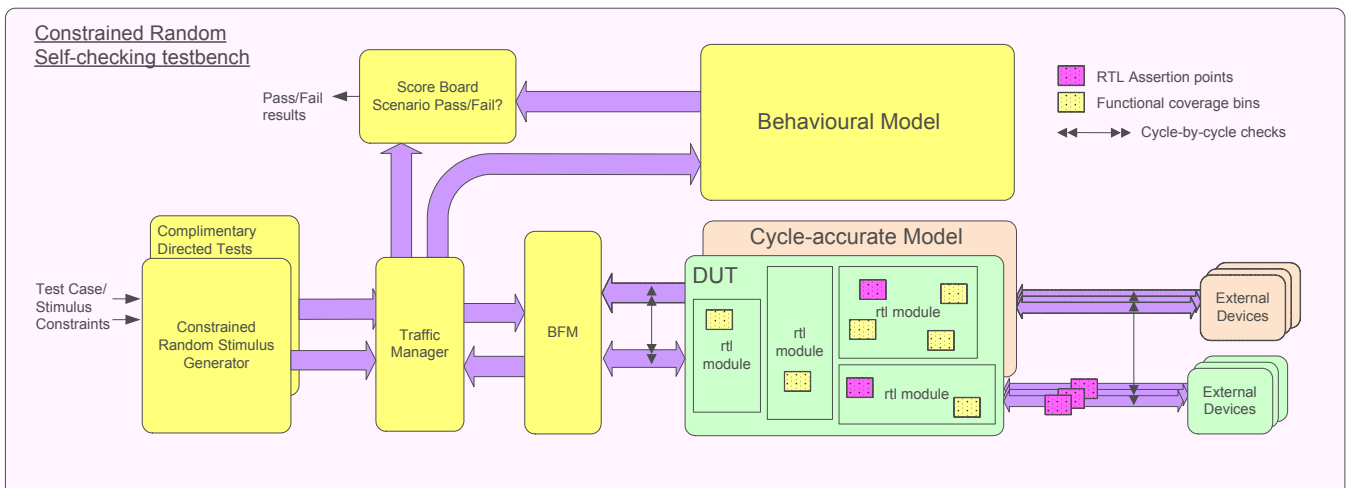 Constrained Random
Self-checking testbench
Score Board
Scenario Pass/Fail?
Pass/Fail
results
Behavioural Model
RTL Assertion points
Functional coverage bins
Cycle-by-cycle checks
Complimentary
Directed Tests
Test Case/
Stimulus
Constraints
Constrained
Random Stimulus
Generator
Traffic
Manager
BFM
Cycle-accurate Model
DUT
rtl
module
rtl
module
rtl module
rtl module
External
Devices
External
Devices